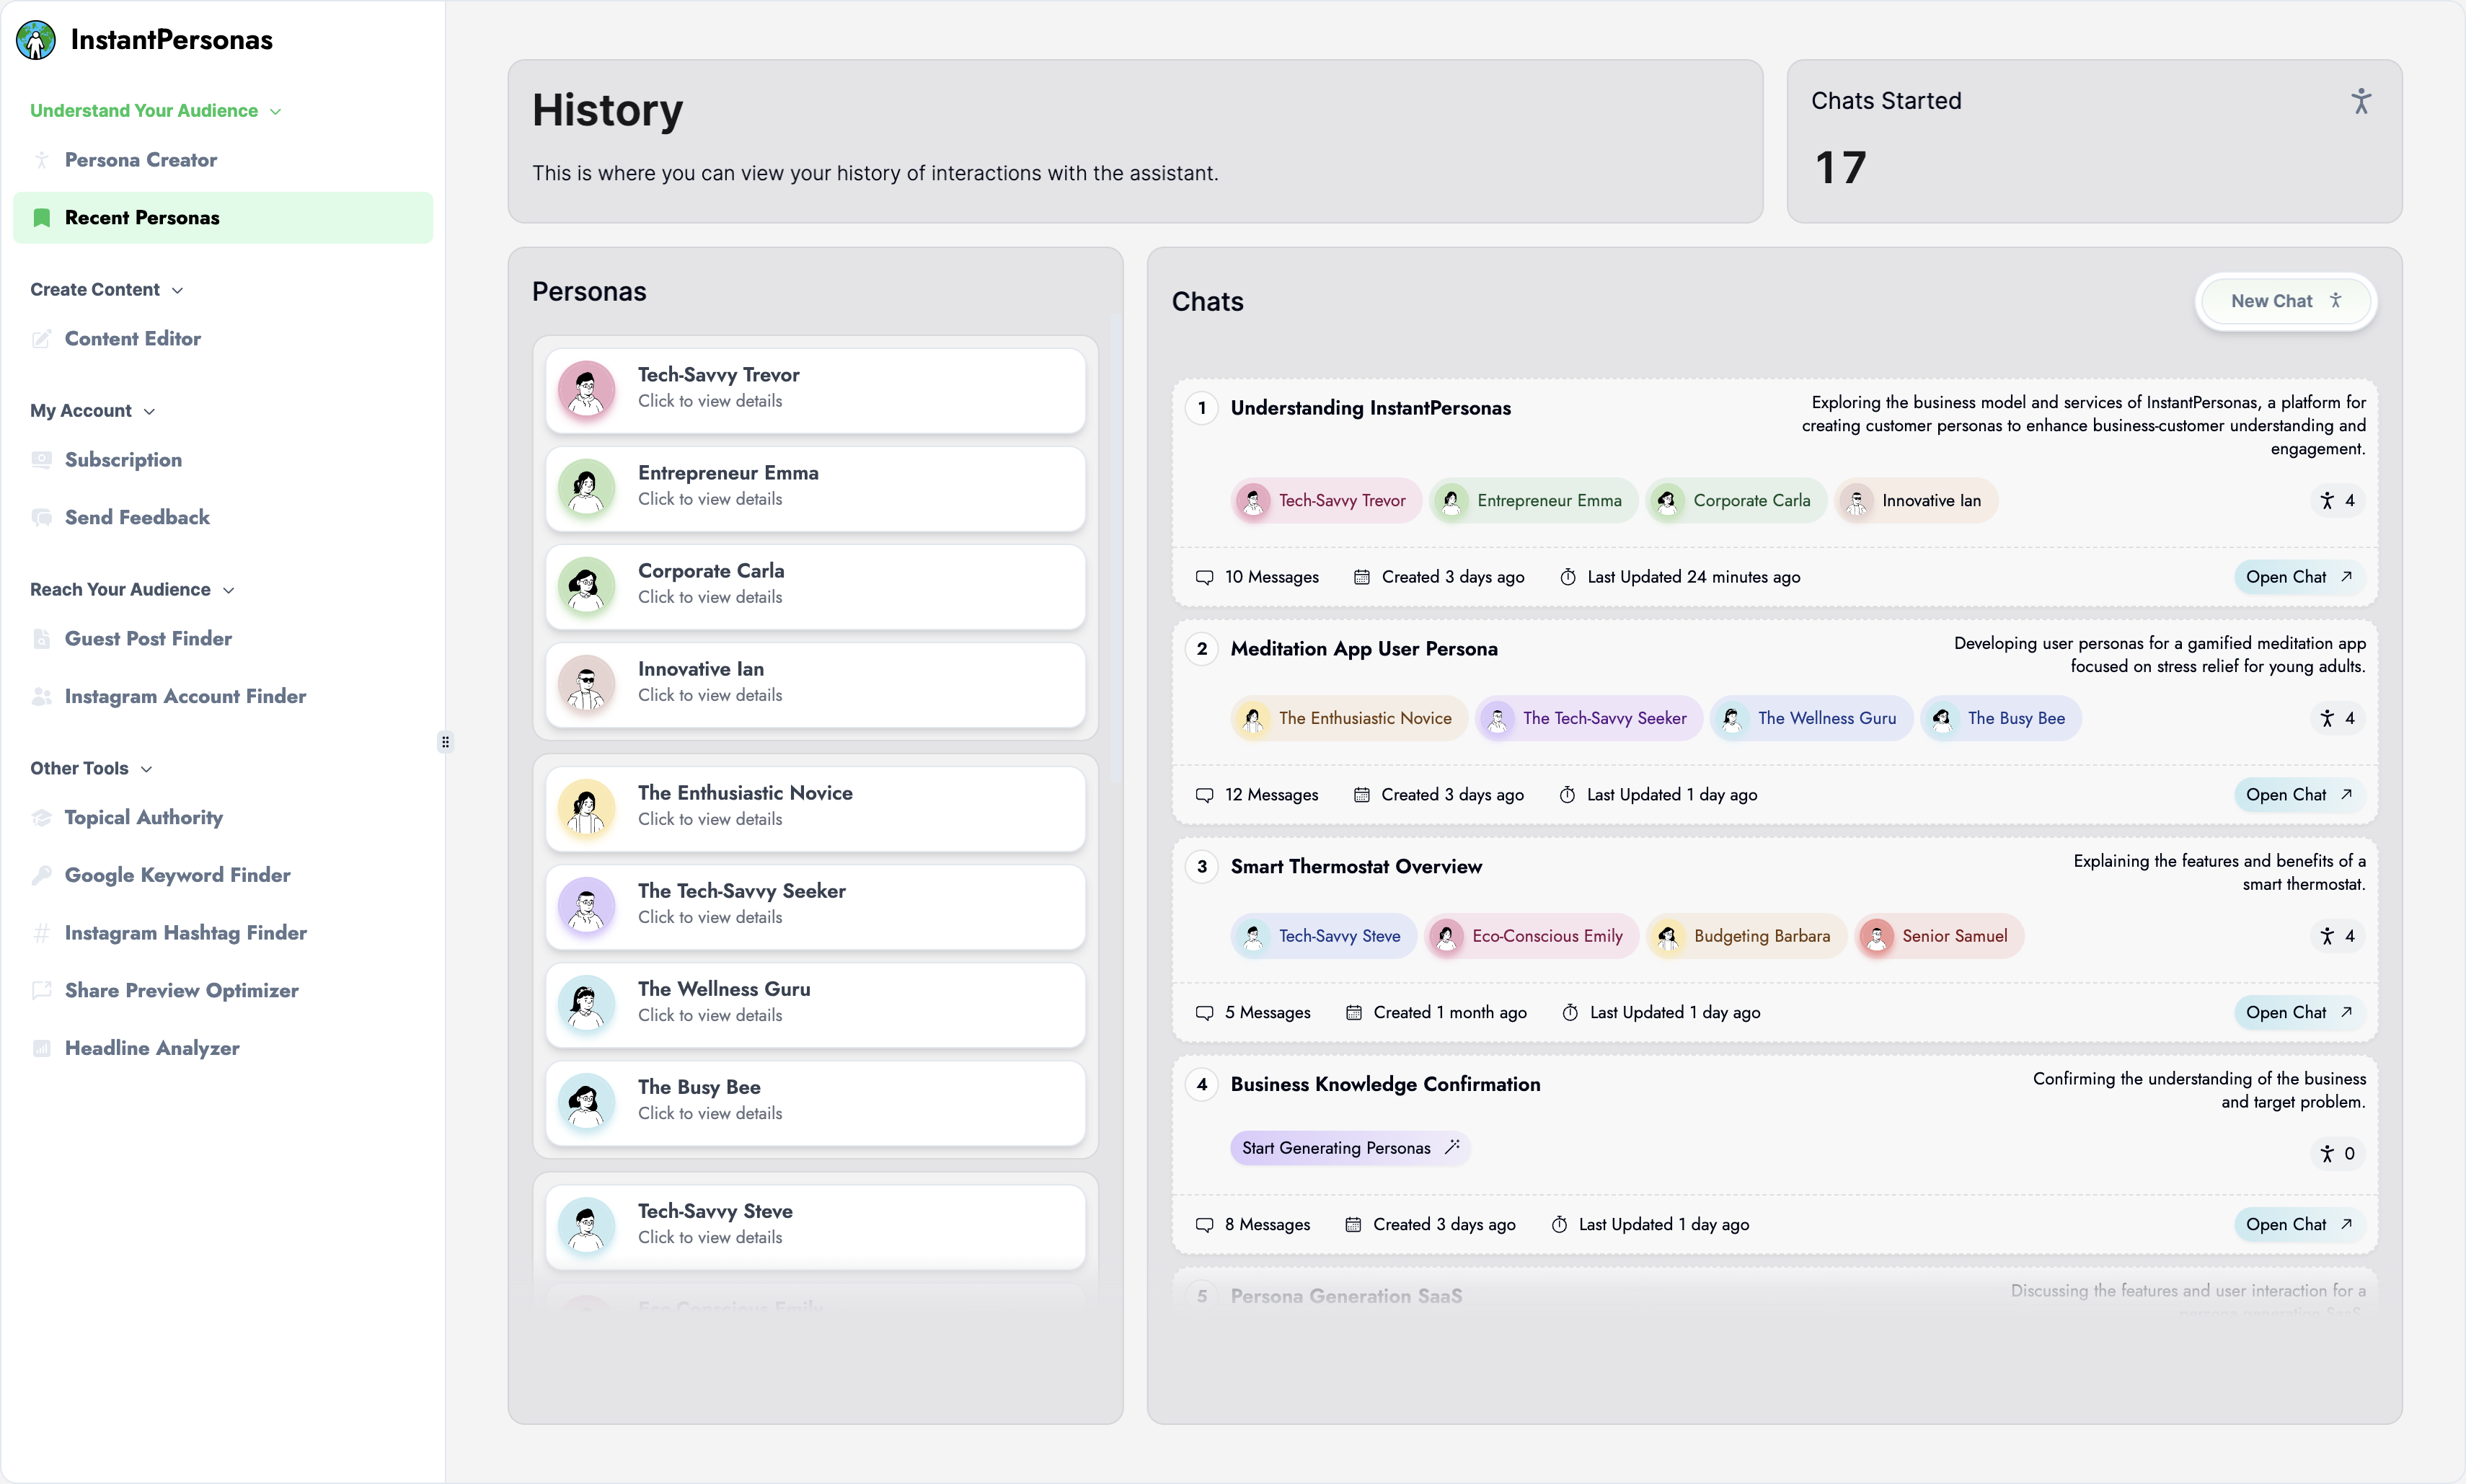 InstantPersonas
Understand Your Audience
Persona Creator
Recent Personas
Create Content
Content Editor
My Account
Subscription
Send Feedback
Reach Your Audience
Guest Post Finder
Instagram Account Finder
Other Tools
Topical Authority
Google Keyword Finder
Instagram Hashtag Finder
Share Preview Optimizer
Headline Analyzer
History
This is where you can view your history of interactions with the assistant.
Chats Started
17
Personas
Tech-Savvy Trevor
Click to view details
Entrepreneur Emma
Click to view details
Corporate Carla
Click to view details
Innovative Ian
Click to view details
The Enthusiastic Novice
Click to view details
The Tech-Savvy Seeker
Click to view details
The Wellness Guru
Click to view details
The Busy Bee
Click to view details
Tech-Savvy Steve
Click to view details
Eco-Conscious Emily
Chats
New Chat
1 Understanding InstantPersonas
Exploring the business model and services of InstantPersonas, a platform for
creating customer personas to enhance business-customer understanding and
engagement.
Tech-Savvy Trevor Entrepreneur Emma Corporate Carla Innovative Ian 4
10 Messages Created 3 days ago Last Updated 24 minutes ago Open Chat
2 Meditation App User Persona
Developing user personas for a gamified meditation app
focused on stress relief for young adults.
The Enthusiastic Novice The Tech-Savvy Seeker The Wellness Guru The Busy Bee 4
12 Messages Created 3 days ago Last Updated 1 day ago Open Chat
3 Smart Thermostat Overview
Explaining the features and benefits of a
smart thermostat.
Tech-Savvy Steve Eco-Conscious Emily Budgeting Barbara Senior Samuel 4
5 Messages Created 1 month ago Last Updated 1 day ago Open Chat
4 Business Knowledge Confirmation
Confirming the understanding of the business
and target problem.
Start Generating Personas 0
8 Messages Created 3 days ago Last Updated 1 day ago Open Chat
5 Persona Generation SaaS
Discussing the features and user interaction for a
persona generation SaaS.